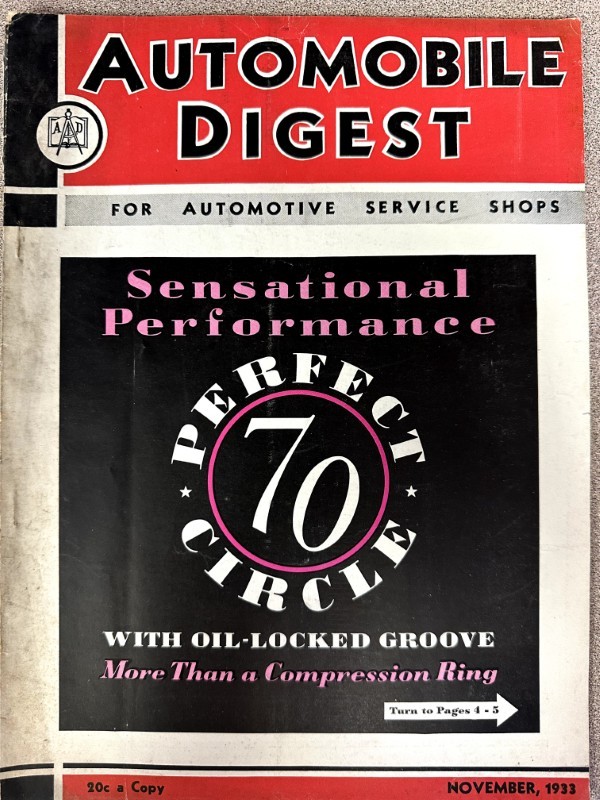 AUTOMOBILE
DIGEST
A D
FOR AUTOMOTIVE SERVICE SHOPS
Sensational
Performance
PERFECT
70
CIRCLE
WITH OIL-LOCKED GROOVE
More Than a Compression Ring
Turn to Pages 4 - 5
20c a Copy
NOVEMBER, 1933